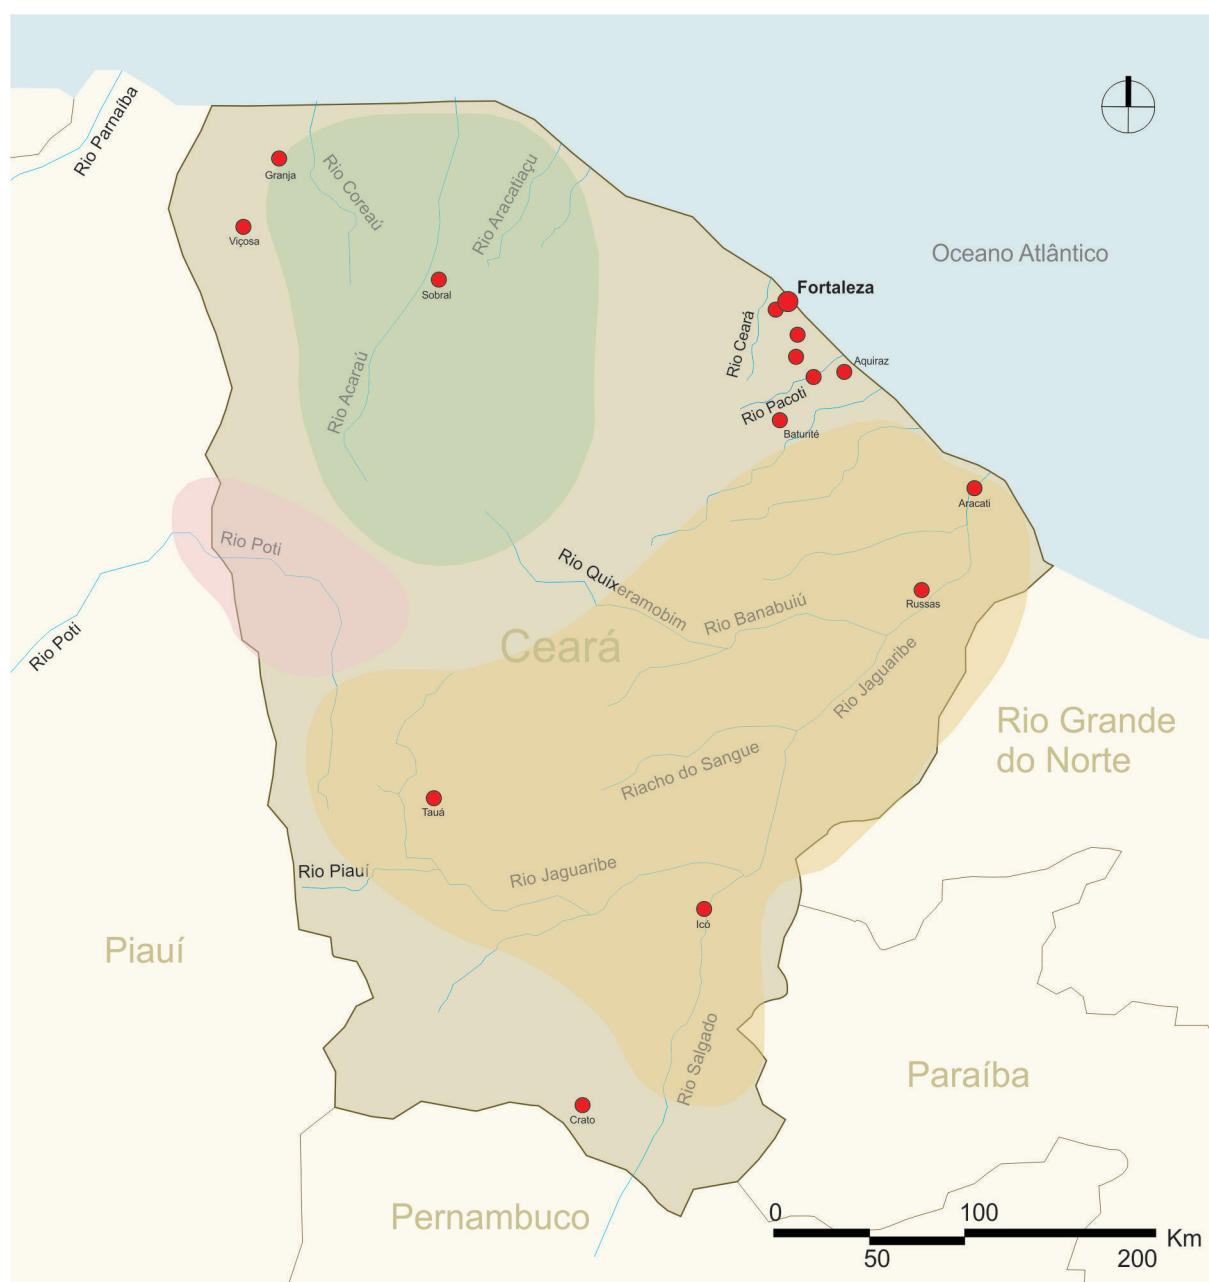 Rio Parnaíba
Granja
Rio Coreaú
Rio Aracatiaçu
Viçosa
Oceano Atlântico
Sobral
Fortaleza
Rio Ceará
Aquiraz
Rio Acaraú
Rio Pacoti
Baturité
Aracati
Rio Poti
Rio Quixeramobim
Rio Banabuiú
Russas
Rio Poti
Ceará
Rio Jaguaribe
Rio Grande
do Norte
Riacho do Sangue
Tauá
Rio Piauí
Rio Jaguaribe
Icó
Piauí
Rio Salgado
Paraíba
Crato
Pernambuco
0 100
Km
50 200